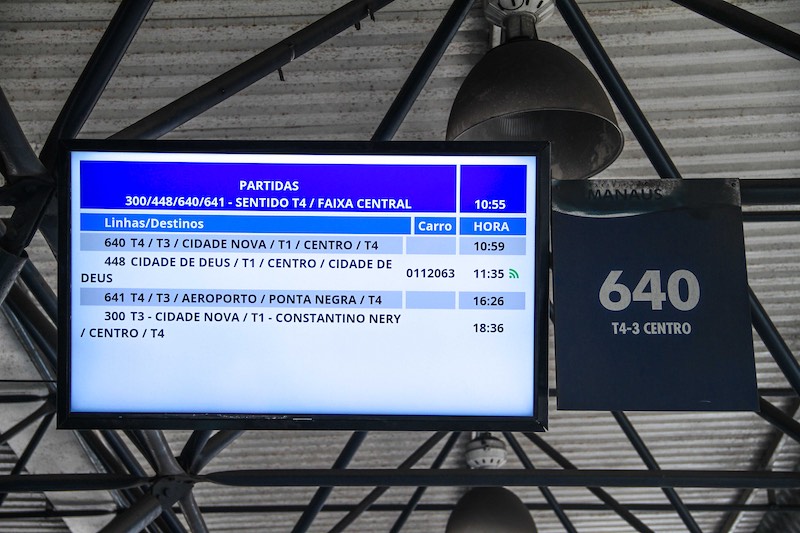 PARTIDAS
300/448/640/641 - SENTIDO T4 / FAIXA CENTRAL
10:55
Linhas/Destinos Carro HORA
640 T4 / T3 / CIDADE NOVA / T1 / CENTRO / T4 10:59
448 CIDADE DE DEUS / T1 / CENTRO / CIDADE DE
DEUS 0112063 11:35
641 T4 / T3 / AEROPORTO / PONTA NEGRA / T4 16:26
300 T3 - CIDADE NOVA / T1 - CONSTANTINO NERY
/ CENTRO / T4 18:36
MANAUS
640
T4-3 CENTRO